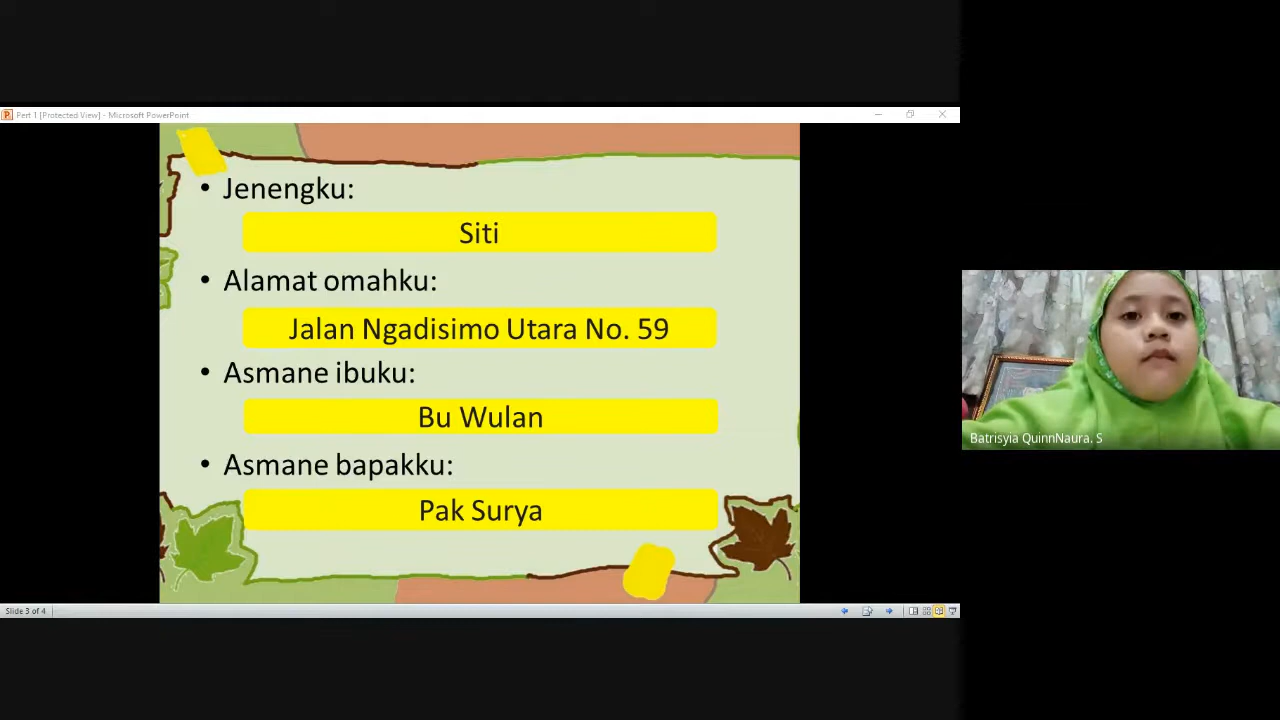 Pert 1 [Protected View] - Microsoft PowerPoint
• Jenengku:
Siti
• Alamat omahku:
Jalan Ngadisimo Utara No. 59
• Asmane ibuku:
Bu Wulan
• Asmane bapakku:
Pak Surya
Batrisyia QuinnNaura. S
Slide 3 of 4